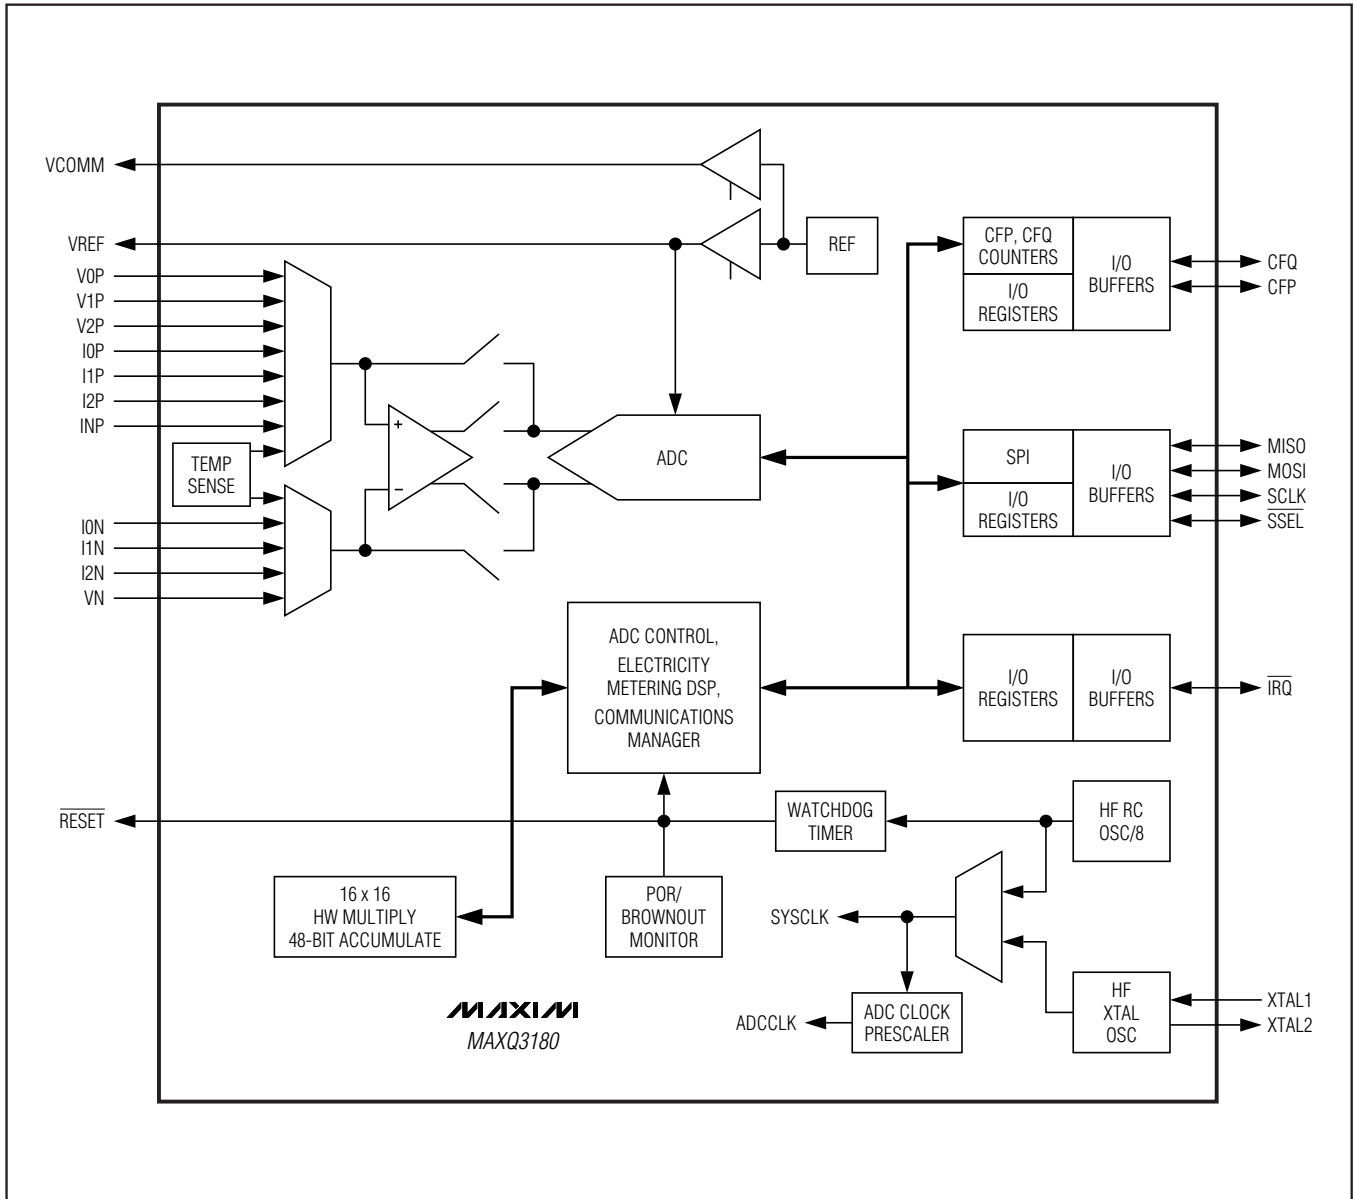 VCOMM
VREF
REF
V0P
V1P
V2P
I0P
I1P
I2P
INP
TEMP
SENSE
I0N
I1N
I2N
VN
+
−
ADC
CFP, CFQ
COUNTERS
I/O
REGISTERS
I/O
BUFFERS
CFQ
CFP
SPI
I/O
REGISTERS
I/O
BUFFERS
MISO
MOSI
SCLK
SSEL
ADC CONTROL,
ELECTRICITY
METERING DSP,
COMMUNICATIONS
MANAGER
I/O
REGISTERS
I/O
BUFFERS
IRQ
RESET
WATCHDOG
TIMER
HF RC
OSC/8
16 x 16
HW MULTIPLY
48-BIT ACCUMULATE
POR/
BROWNOUT
MONITOR
SYSCLK
ADCCLK
ADC CLOCK
PRESCALER
HF
XTAL
OSC
XTAL1
XTAL2
MAXIM
MAXQ3180